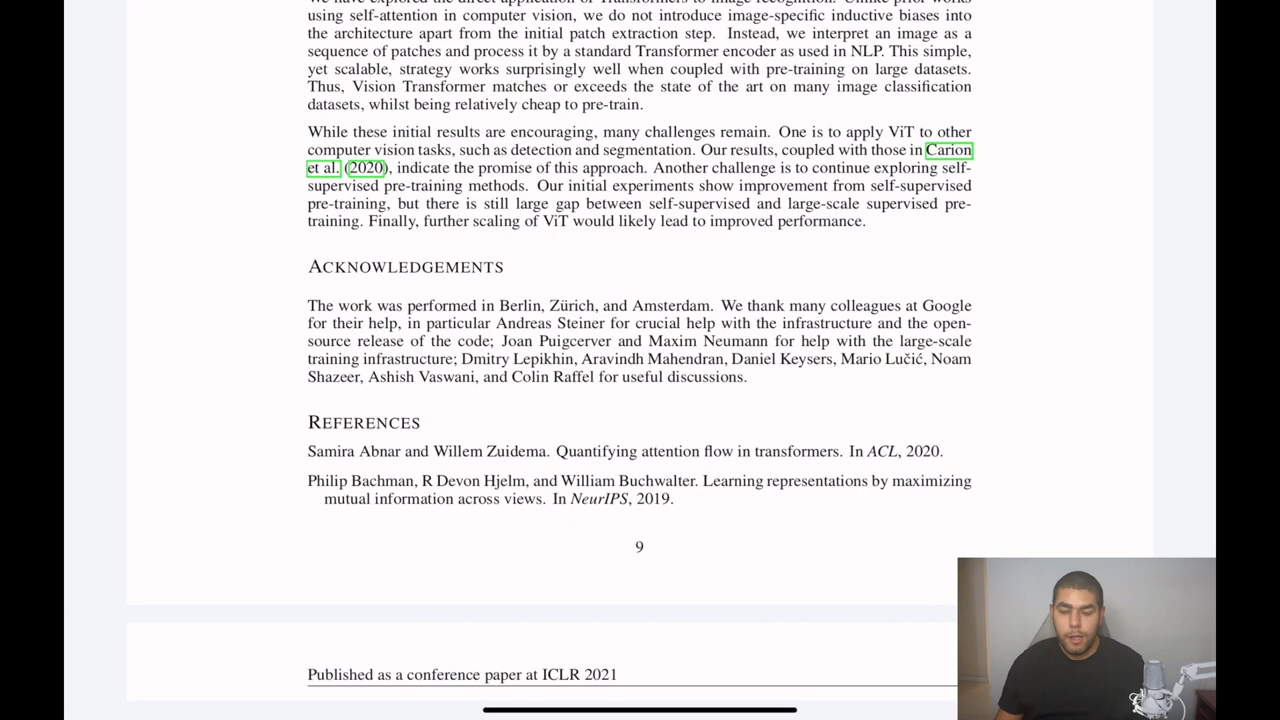 We have explored the direct application of Transformers to image recognition. Unlike prior works
using self-attention in computer vision, we do not introduce image-specific inductive biases into
the architecture apart from the initial patch extraction step. Instead, we interpret an image as a
sequence of patches and process it by a standard Transformer encoder as used in NLP. This simple,
yet scalable, strategy works surprisingly well when coupled with pre-training on large datasets.
Thus, Vision Transformer matches or exceeds the state of the art on many image classification
datasets, whilst being relatively cheap to pre-train.
While these initial results are encouraging, many challenges remain. One is to apply ViT to other
computer vision tasks, such as detection and segmentation. Our results, coupled with those in Carion
et al. (2020), indicate the promise of this approach. Another challenge is to continue exploring self-
supervised pre-training methods. Our initial experiments show improvement from self-supervised
pre-training, but there is still large gap between self-supervised and large-scale supervised pre-
training. Finally, further scaling of ViT would likely lead to improved performance.
ACKNOWLEDGEMENTS
The work was performed in Berlin, Zürich, and Amsterdam. We thank many colleagues at Google
for their help, in particular Andreas Steiner for crucial help with the infrastructure and the open-
source release of the code; Joan Puigcerver and Maxim Neumann for help with the large-scale
training infrastructure; Dmitry Lepikhin, Aravindh Mahendran, Daniel Keysers, Mario Lučić, Noam
Shazeer, Ashish Vaswani, and Colin Raffel for useful discussions.
REFERENCES
Samira Abnar and Willem Zuidema. Quantifying attention flow in transformers. In ACL, 2020.
Philip Bachman, R Devon Hjelm, and William Buchwalter. Learning representations by maximizing
mutual information across views. In NeurIPS, 2019.
9
Published as a conference paper at ICLR 2021